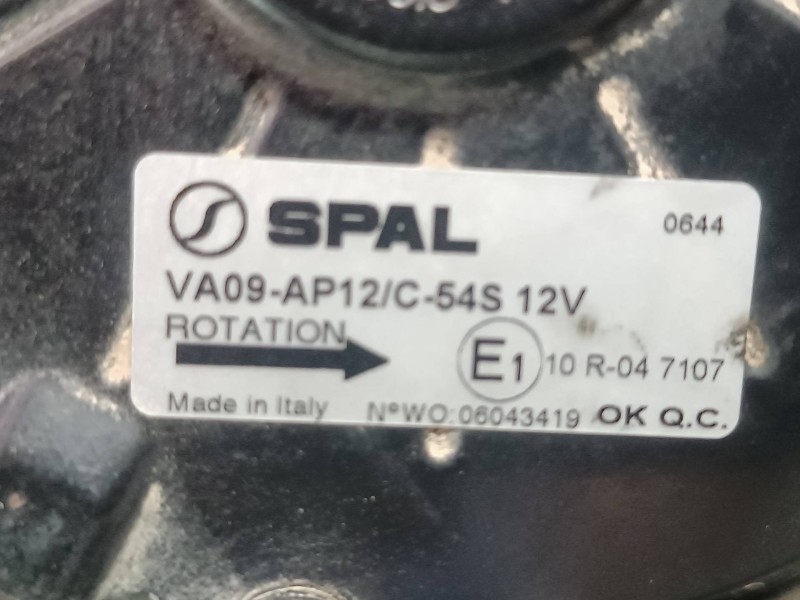 SPAL
0644
VA09-AP12/C-54S 12V
ROTATION
E1 10 R-04 7107
Made in Italy N°WO:06043419 OK Q.C.